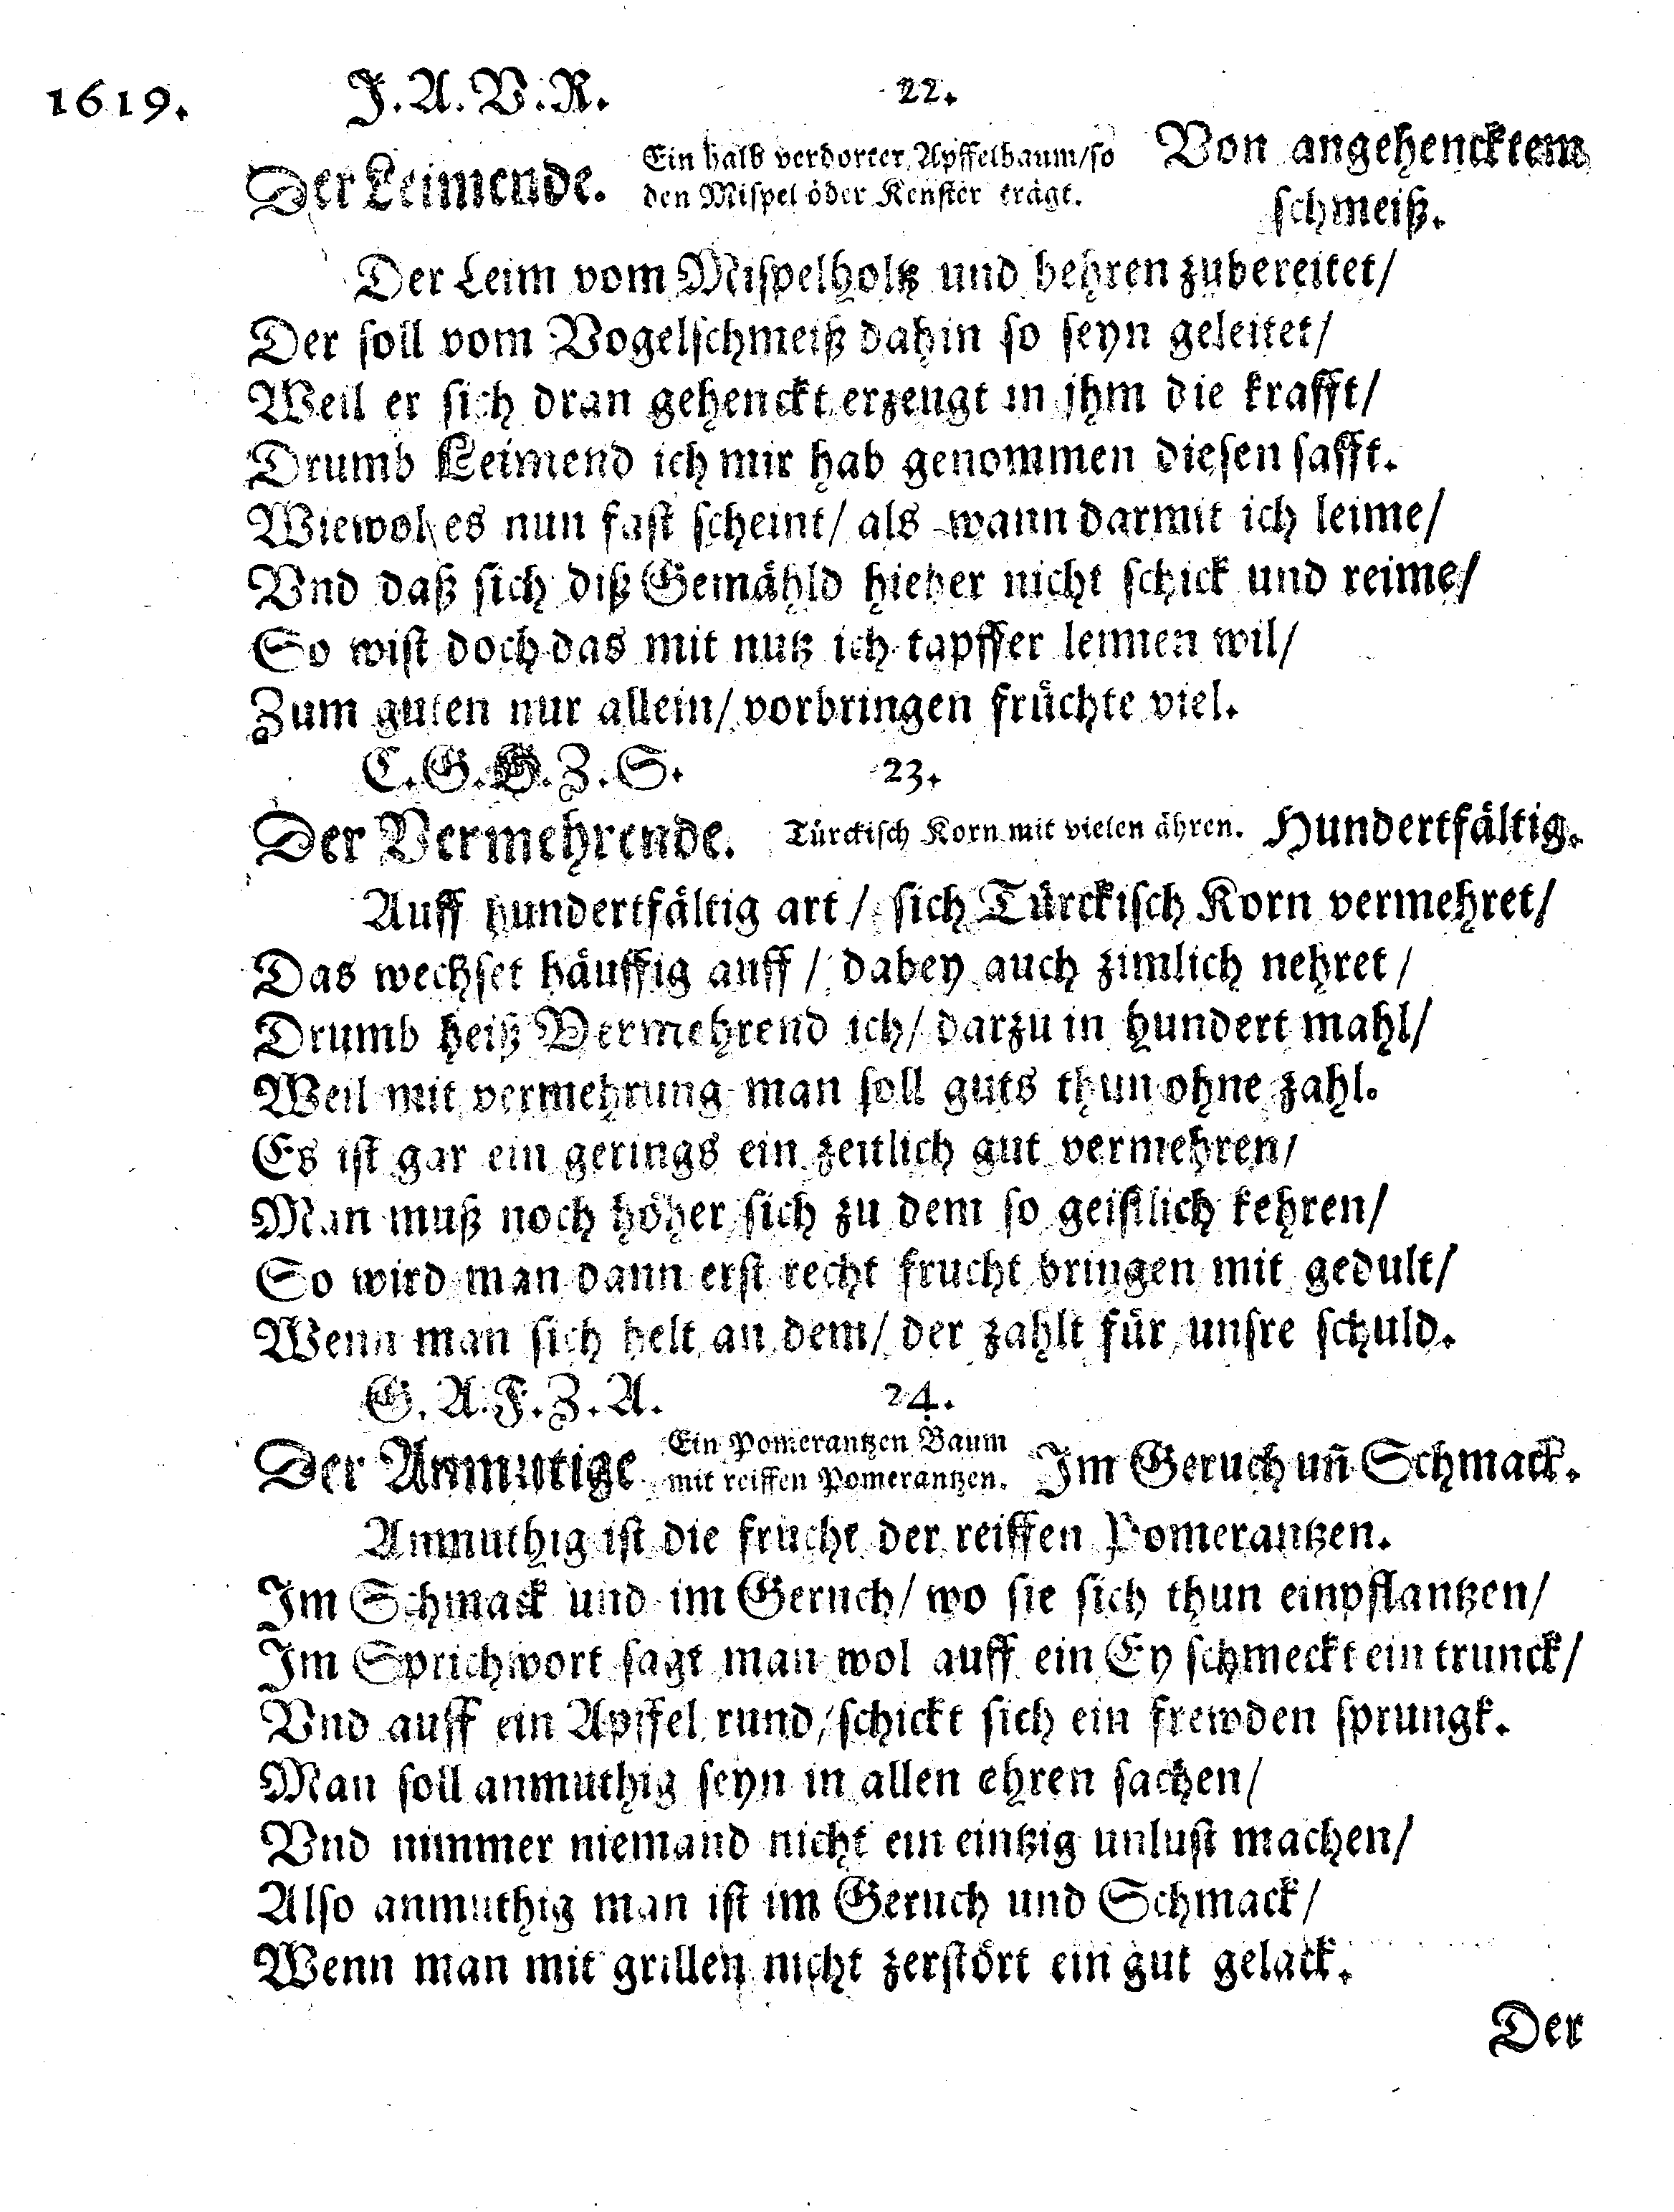 1619. J. A. V. R. 22.
Der Leimende. Ein halb verdorter Apffelbaum/so den Mispel oder Kenster trägt. Von angehencktem schmeiß.
Der Leim vom Mispelholtz und behren zubereitet/
Der soll vom Vogelschmeiß dahin so seyn geleitet/
Weil er sich dran gehenckt erzeugt in jhm die krafft/
Drumb Leimend ich mir hab genommen diesen safft.
Wiewol es nun fast scheint/ als wann darmit ich leime/
Vnd daß sich diß Gemähld hieher nicht schick und reime/
So wist doch das mit nutz ich tapffer leimen wil/
Zum guten nur allein/ vorbringen früchte viel.
C. G. H. Z. S. 23.
Der Vermehrende. Türckisch Korn mit vielen ähren. Hundertfältig.
Auff hundertfältig art/ sich Türckisch Korn vermehret/
Das wechset häuffig auff/ dabey auch zimlich nehret/
Drumb heiß Vermehrend ich/ darzu in hundert mahl/
Weil mit vermehrung man soll guts thun ohne zahl.
Es ist gar ein gerings ein zeitlich gut vermehren/
Man muß noch höher sich zu dem so geistlich kehren/
So wird man dann erst recht frucht bringen mit gedult/
Wenn man sich helt an dem/ der zahlt für unsre schuld.
G. A. F. Z. A. 24.
Der Anmutige Ein Pomerantzen Baum mit reiffen Pomerantzen. Im Geruch uñ Schmack.
Anmuthig ist die frucht der reiffen Pomerantzen.
Im Schmack und im Geruch/ wo sie sich thun einpflantzen/
Im Sprichwort sagt man wol auff ein Ey schmeckt ein trunck/
Vnd auff ein Apffel rund/ schickt sich ein frewden sprungk.
Man soll anmuthig seyn in allen ehren sachen/
Vnd nimmer niemand nicht ein eintzig unlust machen/
Also anmuthig man ist im Geruch und Schmack/
Wenn man mit grillen nicht zerstört ein gut gelack.
Der